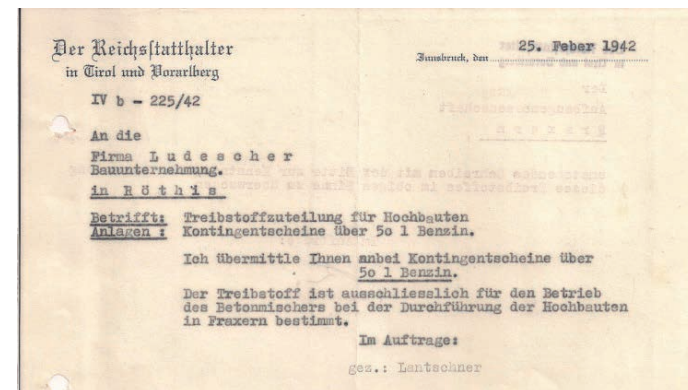 Der Reichsstatthalter
in Tirol und Vorarlberg
Innsbruck, den 25. Feber 1942
IV b - 225/42
An die
Firma L u d e s c h e r
Bauunternehmung.
in R ö t h i s
Betrifft: Treibstoffzuteilung für Hochbauten
Anlagen : Kontingentscheine über 5o l Benzin.
Ich übermittle Ihnen anbei Kontingentscheine über
5o l Benzin.
Der Treibstoff ist ausschliesslich für den Betrieb
des Betonmischers bei der Durchführung der Hochbauten
in Fraxern bestimmt.
Im Auftrage:
gez.: Lantschner